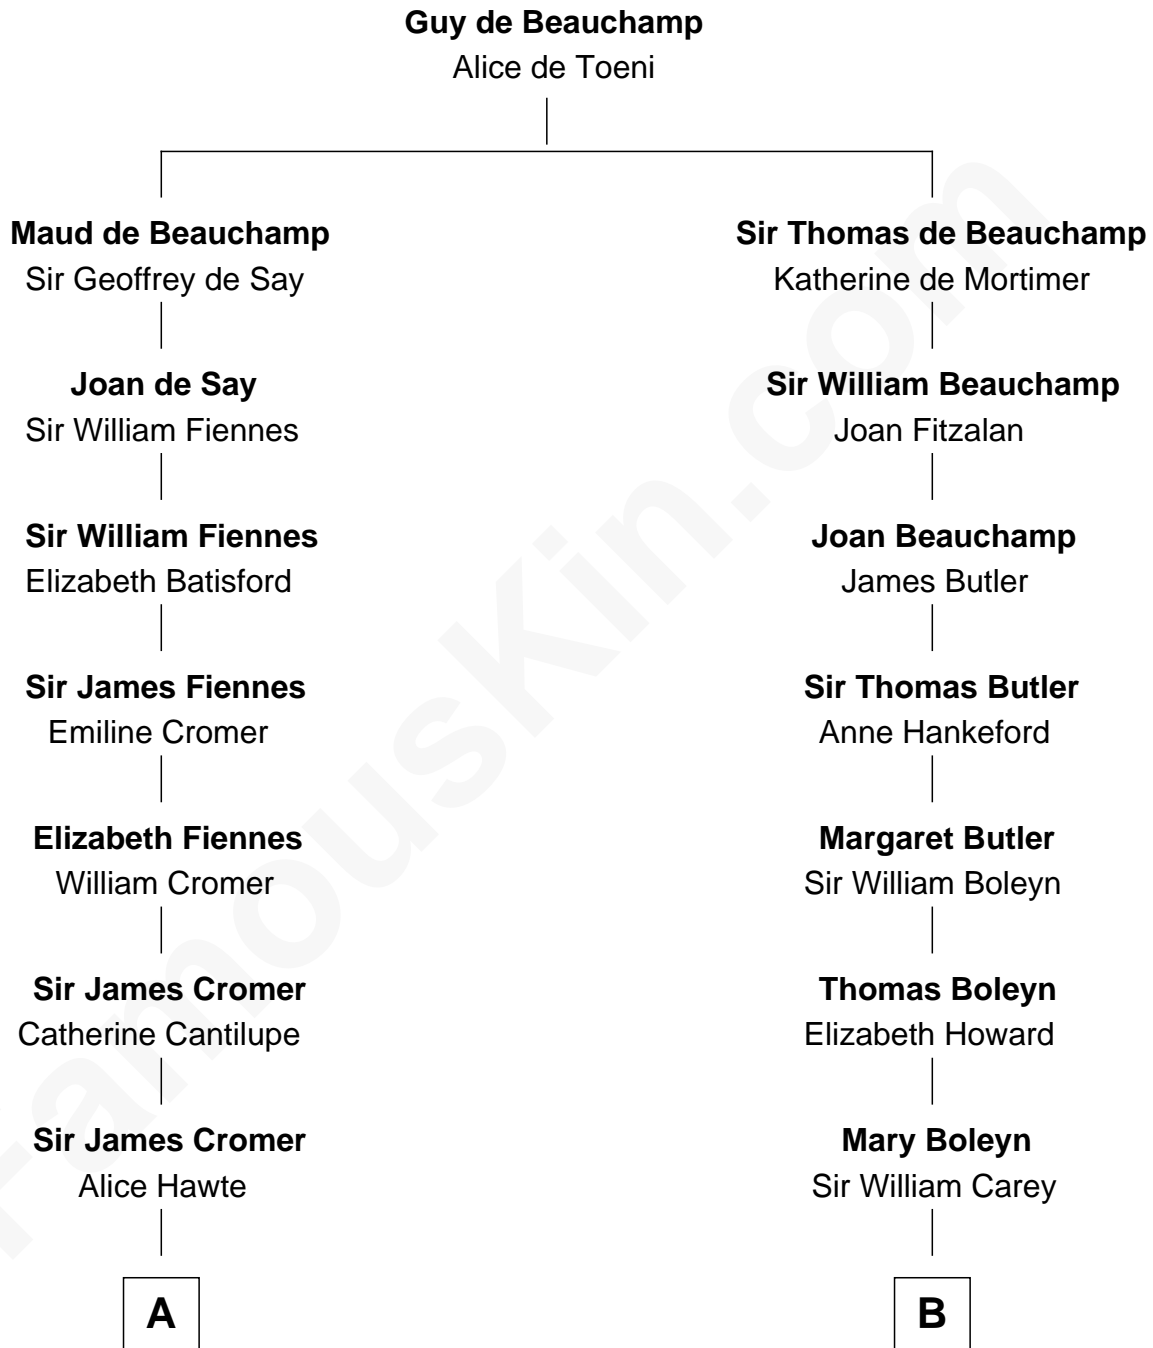 Guy de Beauchamp
Alice de Toeni
Maud de Beauchamp
Sir Geoffrey de Say
Sir Thomas de Beauchamp
Katherine de Mortimer
Joan de Say
Sir William Fiennes
Sir William Beauchamp
Joan Fitzalan
Sir William Fiennes
Elizabeth Batisford
Joan Beauchamp
James Butler
Sir James Fiennes
Emiline Cromer
Sir Thomas Butler
Anne Hankeford
Elizabeth Fiennes
William Cromer
Margaret Butler
Sir William Boleyn
Sir James Cromer
Catherine Cantilupe
Thomas Boleyn
Elizabeth Howard
Sir James Cromer
Alice Hawte
Mary Boleyn
Sir William Carey
A
B
FamousKin.com